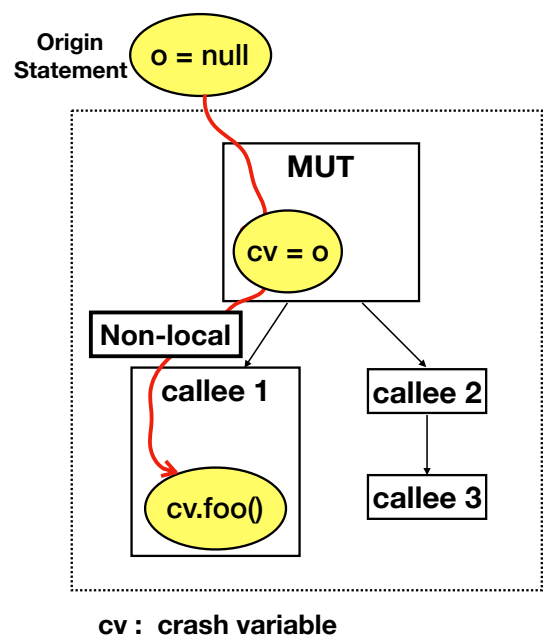 Origin
Statement
o = null
MUT
cv = o
Non-local
callee 1
callee 2
cv.foo()
callee 3
cv :  crash variable